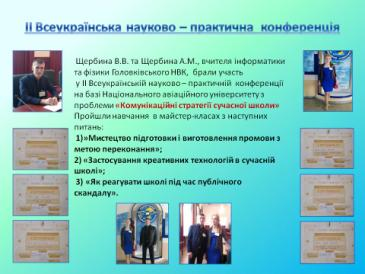 ІІ Всеукраїнська науково – практична конференція
Щербина В.В. та Щербина А.М., вчителя інформатики
та фізики Головківського НВК, брали участь
у ІІ Всеукраїнській науково – практичній конференції
на базі Національного авіаційного університету з
проблеми «Комунікаційні стратегії сучасної школи»
Пройшли навчання в майстер-класах з наступних
питань:
1)»Мистецтво підготовки і виготовлення промови з
метою переконання»;
2) «Застосування креативних технологій в сучасній
школі»;
3) «Як реагувати школі під час публічного
скандалу».